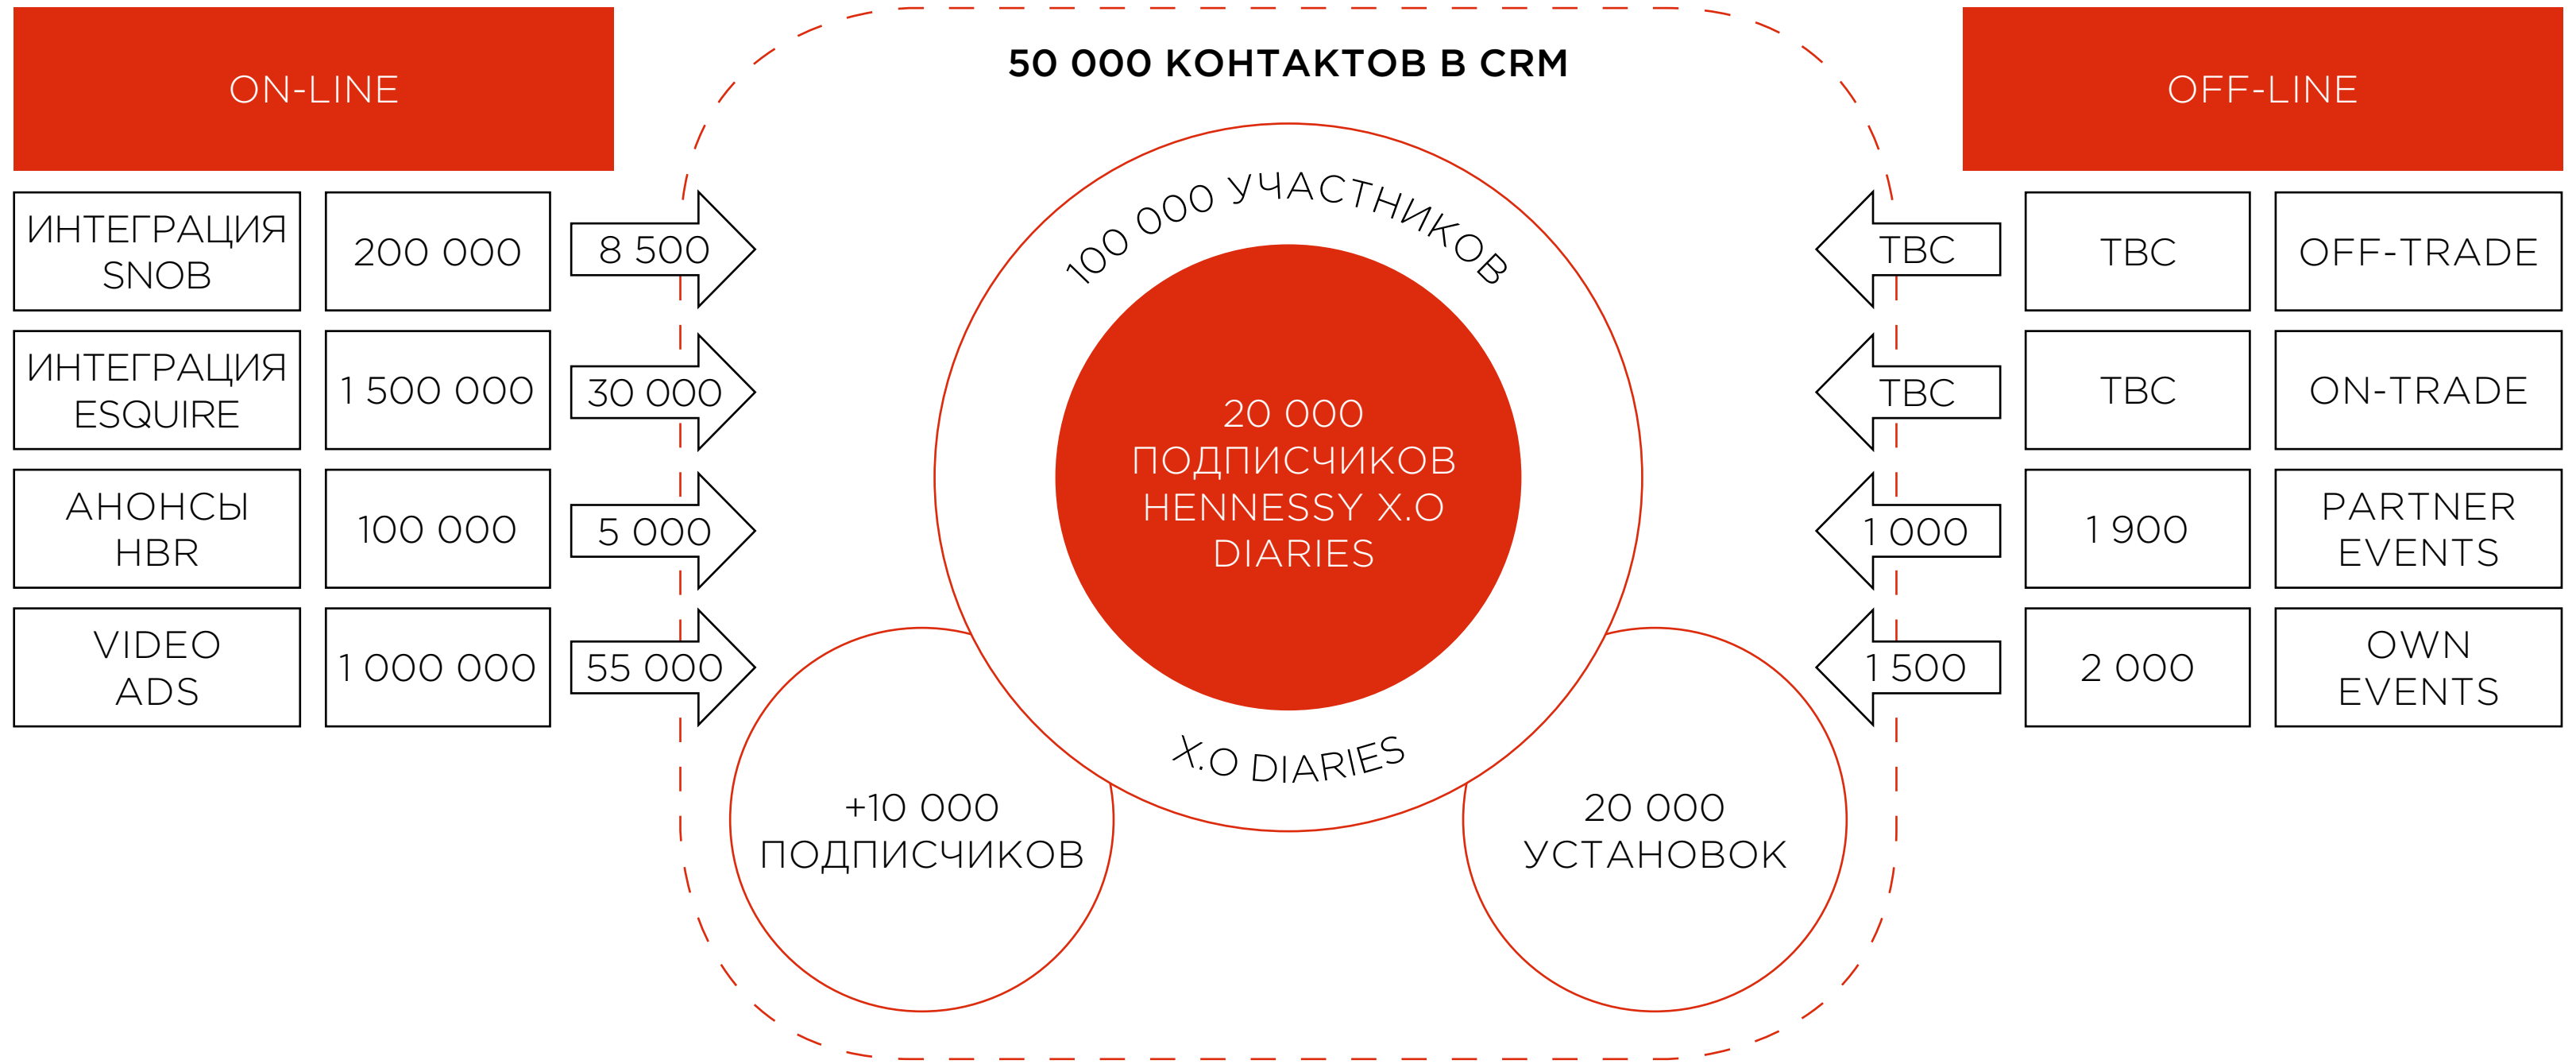 ON-LINE
ИНТЕГРАЦИЯ
SNOB
200 000
8 500
ИНТЕГРАЦИЯ
ESQUIRE
1 500 000
30 000
АНОНСЫ
HBR
100 000
5 000
VIDEO
ADS
1 000 000
55 000
50 000 КОНТАКТОВ В CRM
100 000 УЧАСТНИКОВ
20 000
ПОДПИСЧИКОВ
HENNESSY X.O
DIARIES
X.O DIARIES
+10 000
ПОДПИСЧИКОВ
20 000
УСТАНОВОК
OFF-LINE
TBC
TBC
OFF-TRADE
TBC
TBC
ON-TRADE
1 000
1 900
PARTNER
EVENTS
1 500
2 000
OWN
EVENTS